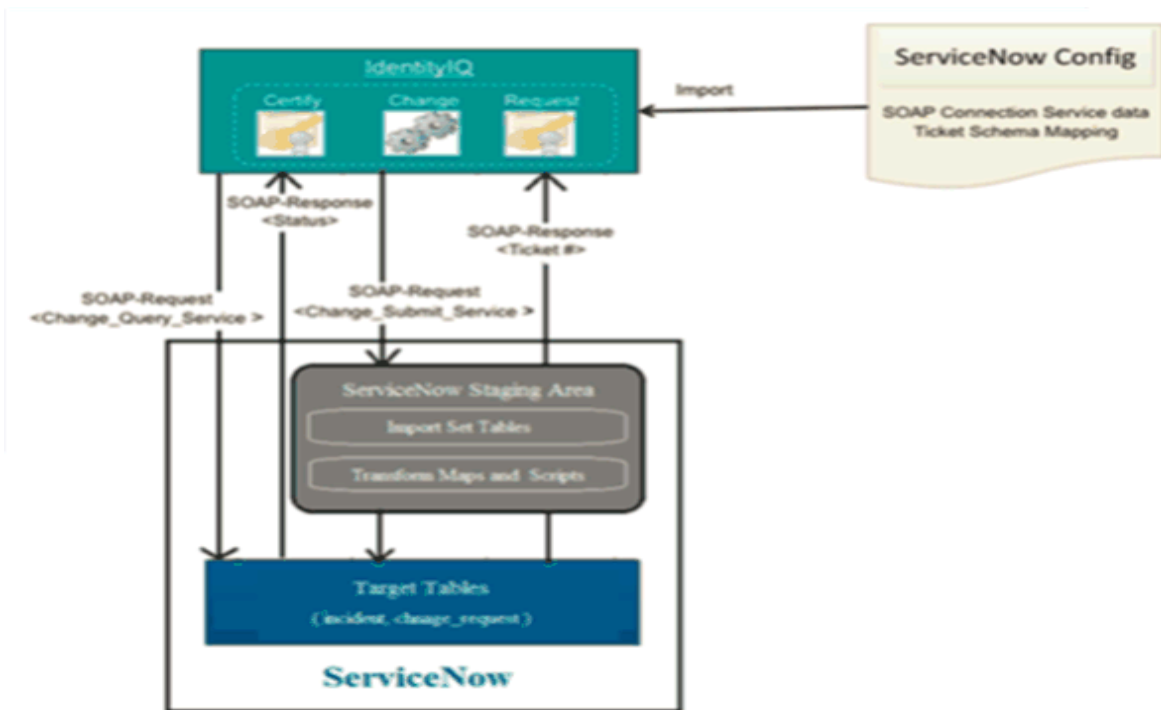 IdentityIQ
Certify
Change
Request
Import
ServiceNow Config
SOAP Connection Service data
Ticket Schema Mapping
SOAP-Response
<Status>
SOAP-Response
<Ticket #>
SOAP-Request
<Change_Query_Service >
SOAP-Request
<Change_Submit_Service >
ServiceNow Staging Area
Import Set Tables
Transform Maps and Scripts
Target Tables
( incident, chnage_request )
ServiceNow